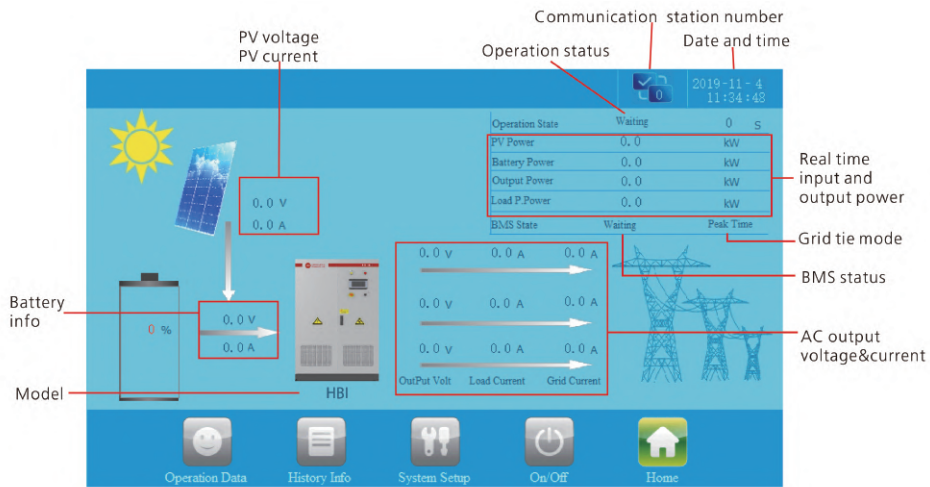 Communication station number
PV voltage
PV current
Operation status
Date and time
0
2019-11-4
11:34:48
Operation State Waiting 0 S
PV Power 0.0 kW
Battery Power 0.0 kW
Output Power 0.0 kW
Load P.Power 0.0 kW
BMS State Waiting Peak Time
Real time
input and
output power
Grid tie mode
BMS status
0.0 V
0.0 A
Battery
info
0 %
0.0 V
0.0 A
0.0 V 0.0 A 0.0 A
0.0 V 0.0 A 0.0 A
0.0 V 0.0 A 0.0 A
OutPut Volt Load Current Grid Current
AC output
voltage&current
Model
HBI
Operation Data History Info System Setup On/Off Home